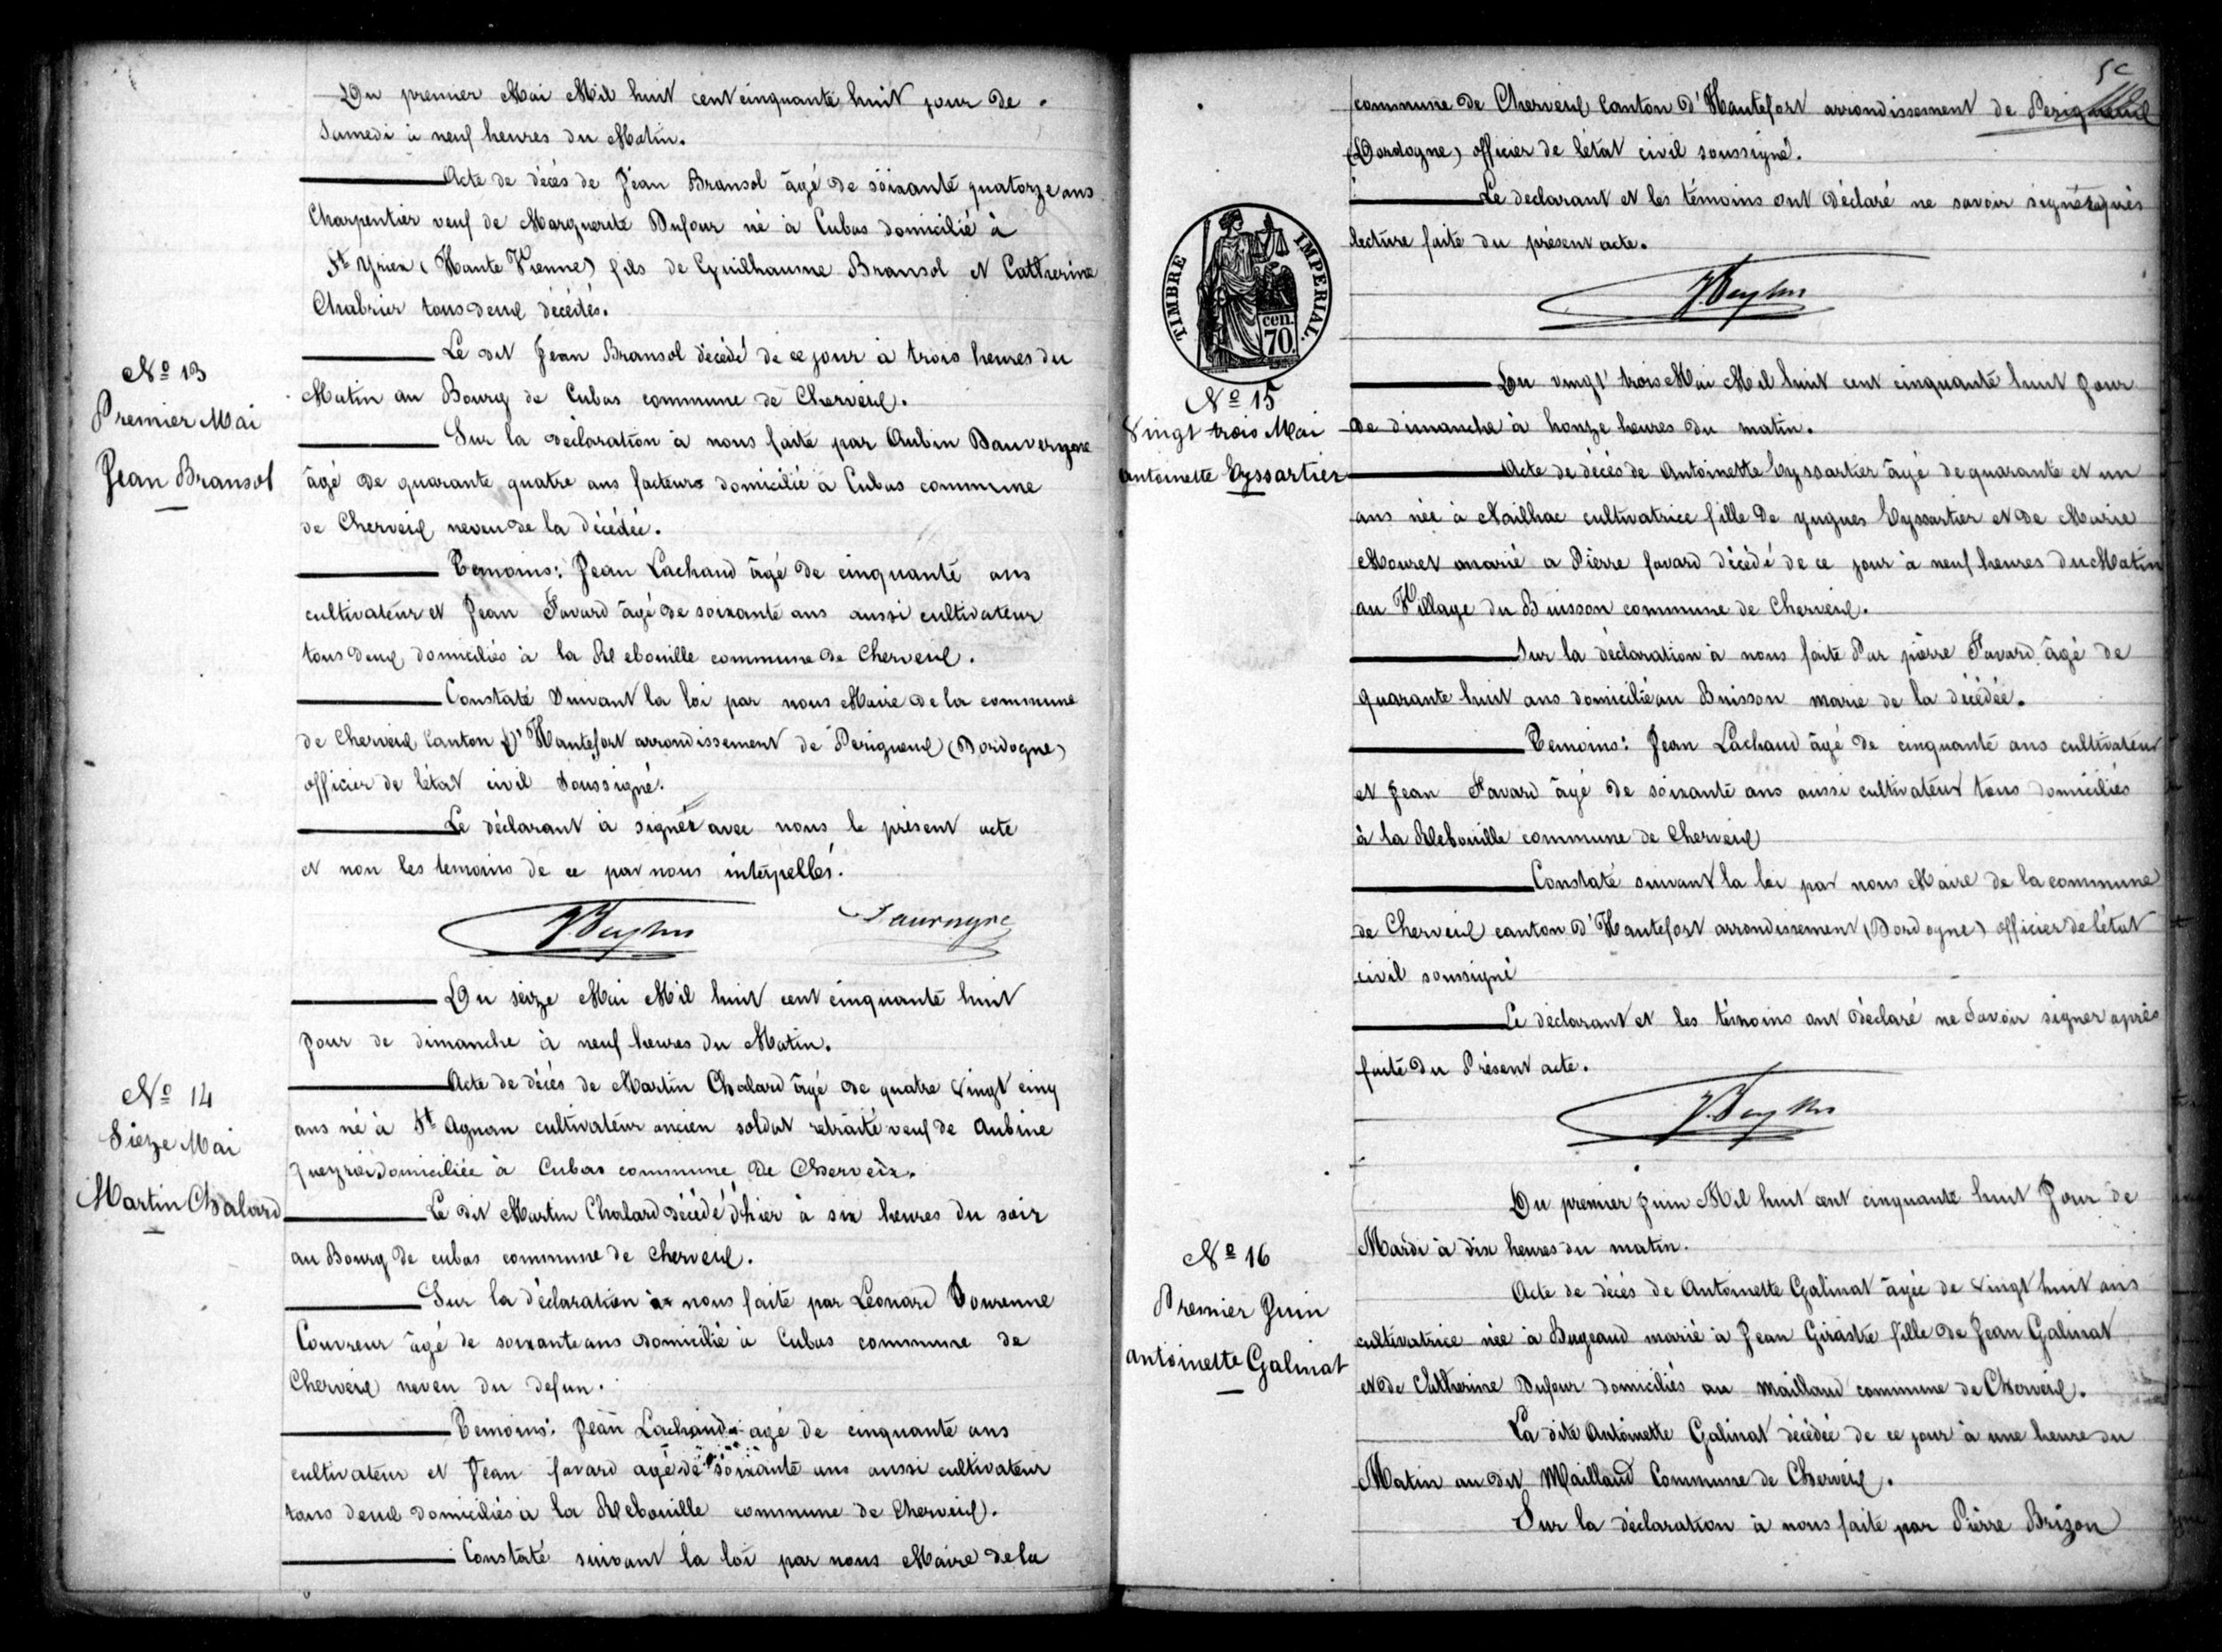 Du premier Mai Mil huit cent cinquante huit jour de
Samedi à neuf heures du Matin.
Acte de décès de Jean Bransol âgé de soixante quatorze ans
Charpentier veuf de Marguerite Dufour né à Cubas domicilié à
St Yriex (Haute Vienne) fils de Guilhaume Bransol et Catherine
Chabrier tous deux décédés.
Le dit Jean Bransol décédé de ce jour à trois heures du
Matin au Bourg de Cubas commune de Cherveix.
Sur la déclaration à nous faite par Aubin Dauvergne
âgé de quarante quatre ans facteur domicilié à Cubas commune
de Cherveix neveu de la décédée.
Temoins: Jean Lachaud âgé de cinquante ans
cultivateur et Jean Favard âgé de soixante ans aussi cultivateur
tous deux domiciliés à la Rebouille commune de Cherveix.
Constaté Suivant la loi par nous Maire de la commune
de Cherveix Canton D'Hautefort arrondissement de Perigueux (Dordogne)
officier de l'état civil soussigné.
Le déclarant à signer avec nous le présent acte
et non les temoins de ce par nous interpellés.
Dauvergne
No 13
Premier Mai
Jean Bransol
Du seize Mai Mil huit cent cinquante huit
jour de dimanche à neuf heures du Matin.
Acte de décès de Martin Chalard âgé de quatre vingt cinq
ans né à St Agnan cultivateur ancien soldat retraité veuf de Aubine
domiciliée à Cubas commune de Cherveix.
Le dit Martin Chalard décédé d'hier à six heures du soir
au Bourg de cubas commune de Cherveix.
Sur la déclaration à nous faite par Léonard
Couvreur âgé de soixante ans domicilié à Cubas commune de
Cherveix neveu du defun.
Temoins: Jean Lachaud agé de cinquante ans
cultivateur et Jean favard agé de soixante ans aussi cultivateur
tous deux domiciliés à la Rebouille commune de Cherveix.
Constaté suivant la loi par nous Maire de la
No 14
Sieze Mai
Martin Chalard
commune de Cherveix Canton d'Hautefort arriondissement de Perigueux
(Dordogne) officier de l'état civil soussigné.
Le declarant et les témoins ont déclaré ne savoir signer après
lecture faite du présent acte.
TIMBRE IMPERIAL.
cen.
70.
No 15
Vingt trois Mai
Antoinette Eyssartier
Du vingt trois Mai Mil huit cent cinquante huit jour
de dimanche à honze heures du matin.
Acte de décès de Antoinette Eyssartier âgé de quarante et un
ans née à Nailhac cultivatrice fille de yugues Eyssartier et de Marie
Mouret marié a Pierre favard décédé de ce jour à neuf heures du Matin
au Village du Buisson commune de Cherveix.
Sur la déclaration à nous faite Par pierre Favard âgé de
quarante huit ans domicilié au Buisson marie de la décédée.
Temoins: Jean Lachaud âgé de cinquante ans cultivateur
et Jean Favard âgé de soixante ans aussi cultivateur tous domiciliés
à la Rebouille commune de Cherveix
Constaté suivant la loi par nous Maire de la commune
de Cherveix canton d'Hautefort arrondissement (Dordogne) officier de l'état
civil soussigné
Le déclarant et les témoins ont déclaré ne savoir signer après
faite du Présent acte.
Du premier juin Mil huit cent cinquante huit Jour de
Mardi à dix heures du matin.
Acte de décès de Antoinette Galinat âgée de vingt huit ans
cultivatrice née à Bugeaud marié à Jean Girastre fille de Jean Galinat
et de Catherine Dufour domiciliés au Maillaud commune de Cherveix.
La dite Antoinette Galinat décédée de ce jour à une heure du
Matin au dit Maillaud Commune de Cherveix.
Sur la déclaration à nous faite par Pierre Brizon
No 16
Premier Juin
antoinette Galinat